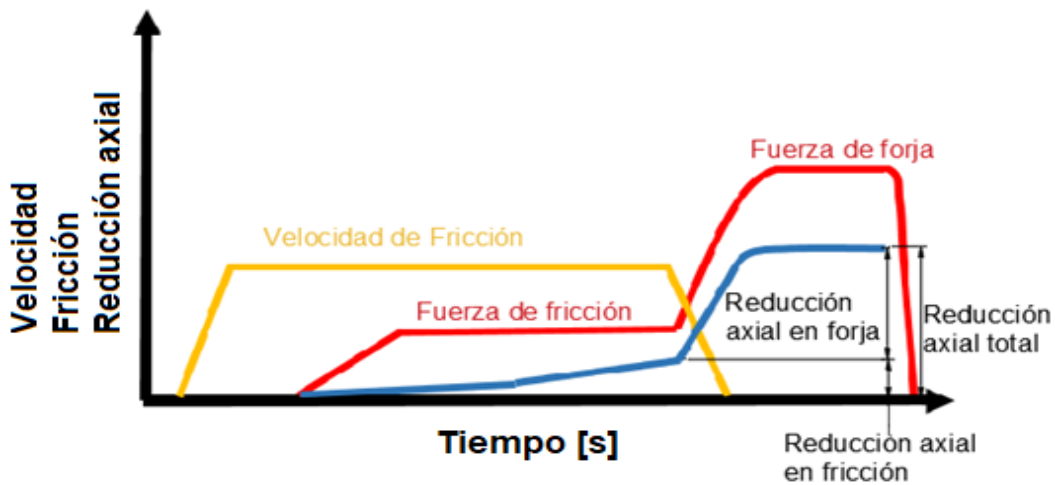 Velocidad
Fricción
Reducción axial
Fuerza de forja
Velocidad de Fricción
Fuerza de fricción
Reducción
axial en forja
Reducción
axial total
Tiempo [s]
Reducción axial
en fricción